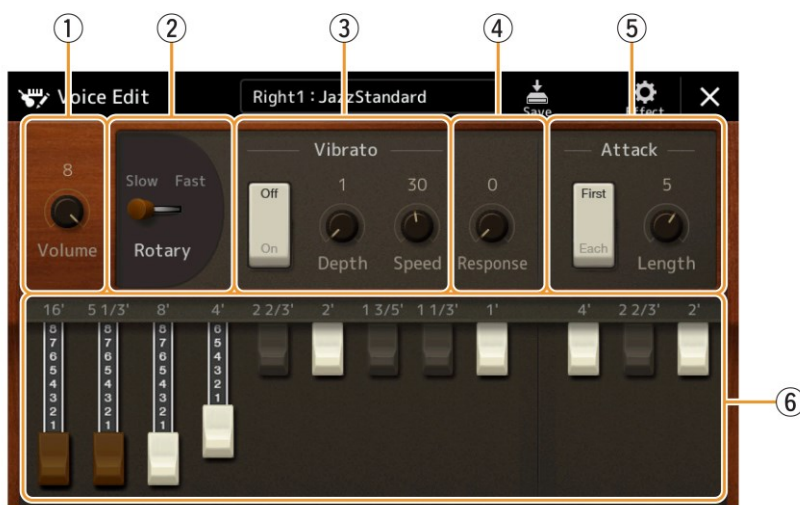 ① ② ③ ④ ⑤
Voice Edit Right1 : JazzStandard Save Effect
Vibrato Attack
8 Slow Fast Off 1 30 0 First 5
On Each
Volume Rotary Depth Speed Response Length
16' 5 1/3' 8' 4' 2 2/3' 2' 1 3/5' 1 1/3' 1' 4' 2 2/3' 2'
8 8 8 6
7 7 7 5
6 6 6 4
5 5 5 3
4 4 4 2
3 3 3 1
2 2 2
1 1 1
⑥